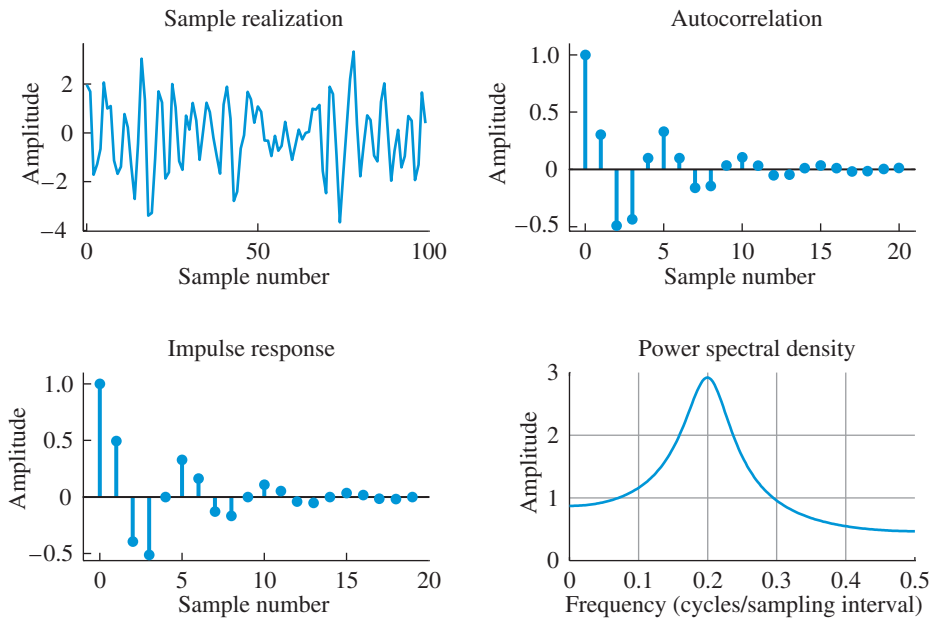 Sample realization
Amplitude
2
0
−2
−4
0
50
100
Sample number
Autocorrelation
Amplitude
1.0
0.5
0
−0.5
0
5
10
15
20
Sample number
Impulse response
Amplitude
1.0
0.5
0
−0.5
0
5
10
15
20
Sample number
Power spectral density
Amplitude
3
2
1
0
0
0.1
0.2
0.3
0.4
0.5
Frequency (cycles/sampling interval)